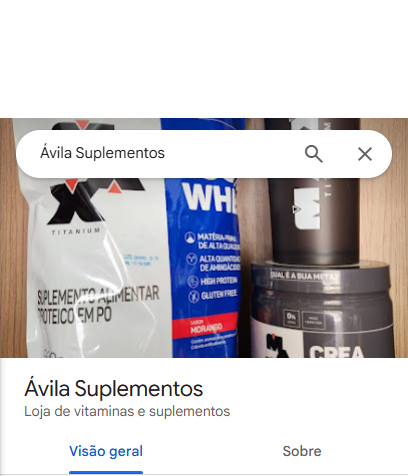 Ávila Suplementos
WHE
TITANIUM
MATÉRIA-PRIMA
DE ALTA QUALIDADE
ALTA QUANTIDADE
DE AMINOÁCIDOS
HIGH PROTEIN
GLUTEN FREE
SUPLEMENTO ALIMENTAR
PROTEICO EM PÓ
SABOR
MORANGO
TITANIUM
QUAL É A SUA META?
CREA
Ávila Suplementos
Loja de vitaminas e suplementos
Visão geral
Sobre